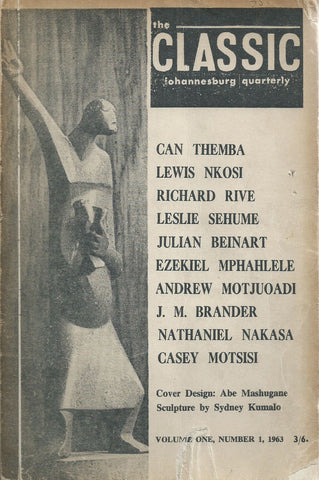 the
CLASSIC
johannesburg quarterly
CAN THEMBA
LEWIS NKOSI
RICHARD RIVE
LESLIE SEHUME
JULIAN BEINART
EZEKIEL MPHAHLELE
ANDREW MOTJUOADI
J. M. BRANDER
NATHANIEL NAKASA
CASEY MOTSISI
Cover Design: Abe Mashugane
Sculpture by Sydney Kumalo
VOLUME ONE, NUMBER 1, 1963 3/6.